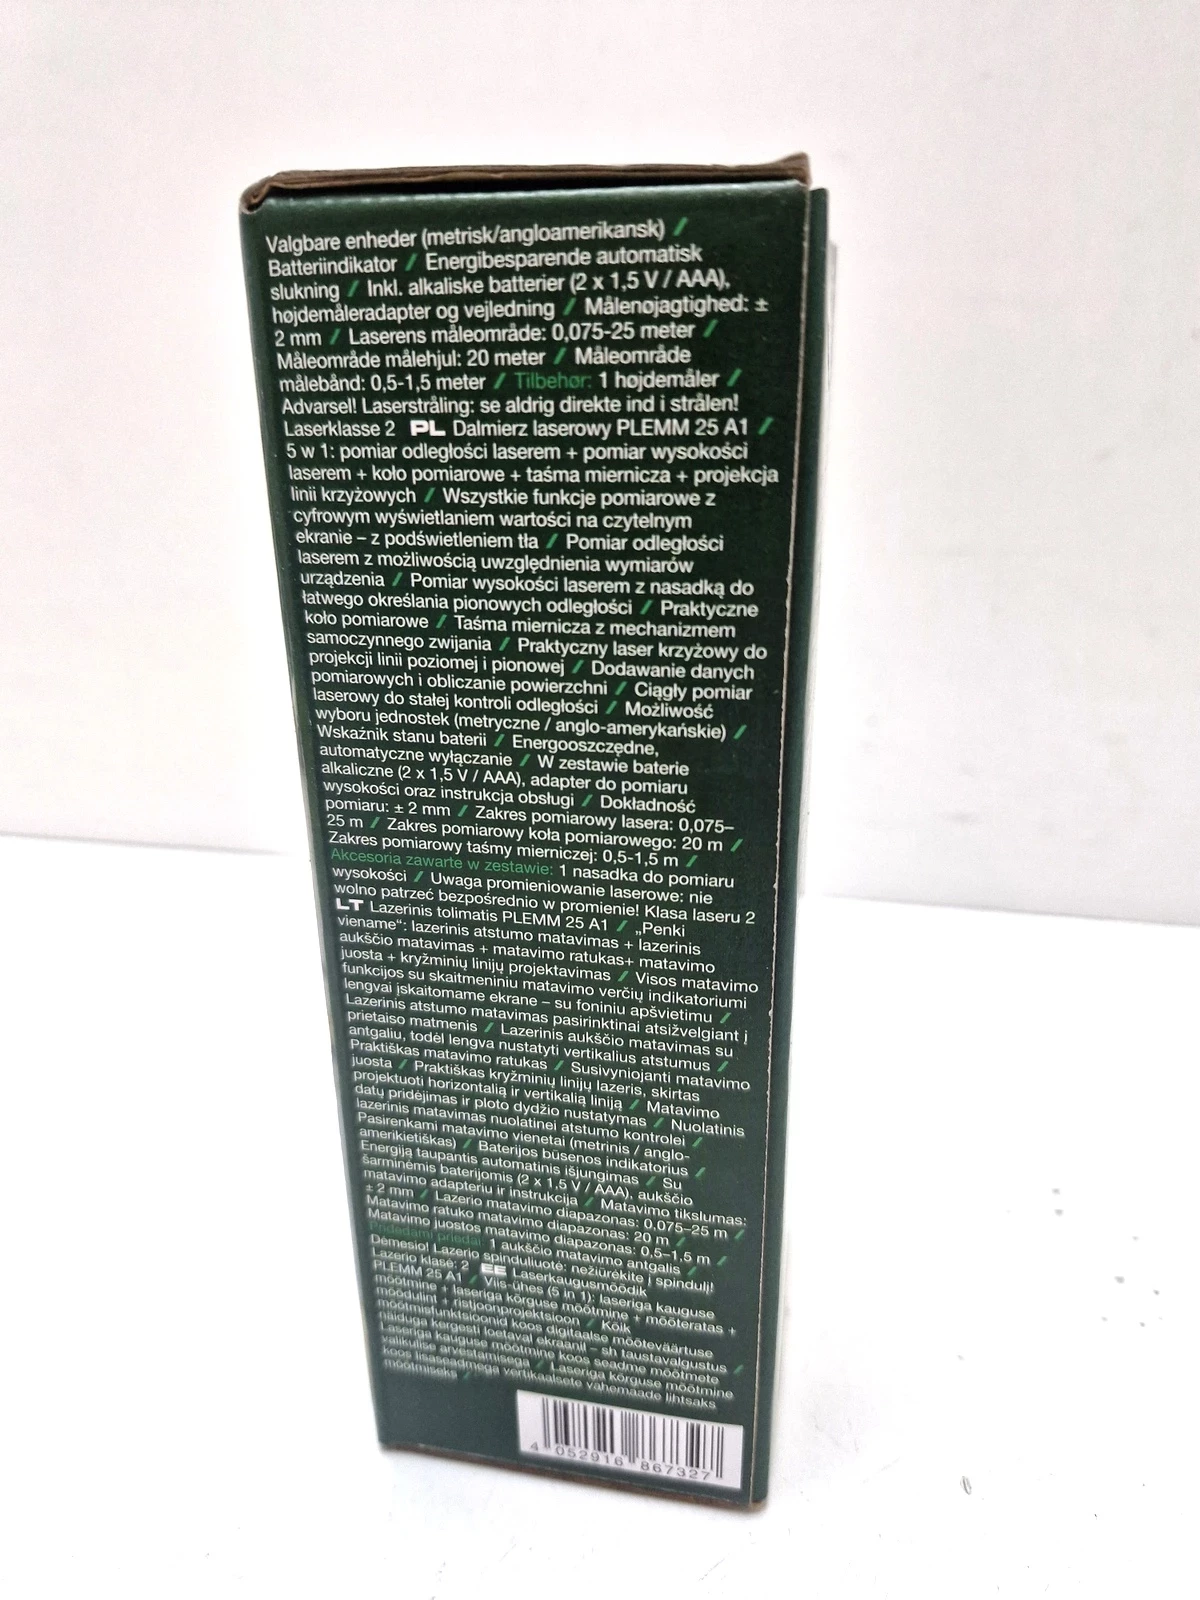 Valgbare enheder (metrisk/angloamerikansk) /
Batteriindikator / Energibesparende automatisk
slukning / Inkl. alkaliske batterier (2 x 1,5 V / AAA),
højdemåleradapter og vejledning / Målenøjagtighed: ±
2 mm / Laserens måleområde: 0,075-25 meter /
Måleområde målehjul: 20 meter / Måleområde
målebånd: 0,5-1,5 meter / Tilbehør: 1 højdemåler /
Advarsel! Laserstråling: se aldrig direkte ind i strålen!
Laserklasse 2 PL Dalmierz laserowy PLEMM 25 A1 /
5 w 1: pomiar odległości laserem + pomiar wysokości
laserem + koło pomiarowe + taśma miernicza + projekcja
linii krzyżowych / Wszystkie funkcje pomiarowe z
cyfrowym wyświetlaniem wartości na czytelnym
ekranie – z podświetleniem tła / Pomiar odległości
laserem z możliwością uwzględnienia wymiarów
urządzenia / Pomiar wysokości laserem z nasadką do
łatwego określania pionowych odległości / Praktyczne
koło pomiarowe / Taśma miernicza z mechanizmem
samoczynnego zwijania / Praktyczny laser krzyżowy do
projekcji linii poziomej i pionowej / Dodawanie danych
pomiarowych i obliczanie powierzchni / Ciągły pomiar
laserowy do stałej kontroli odległości / Możliwość
wyboru jednostek (metryczne / anglo-amerykańskie) /
Wskaźnik stanu baterii / Energooszczędne,
automatyczne wyłączanie / W zestawie baterie
alkaliczne (2 x 1,5 V / AAA), adapter do pomiaru
wysokości oraz instrukcja obsługi / Dokładność
pomiaru: ± 2 mm / Zakres pomiarowy lasera: 0,075–
25 m / Zakres pomiarowy koła pomiarowego: 20 m /
Zakres pomiarowy taśmy mierniczej: 0,5-1,5 m /
Akcesoria zawarte w zestawie: 1 nasadka do pomiaru
wysokości / Uwaga promieniowanie laserowe: nie
wolno patrzeć bezpośrednio w promienie! Klasa laseru 2
LT Lazerinis tolimatis PLEMM 25 A1 / „Penki
viename“: lazerinis atstumo matavimas + lazerinis
aukščio matavimas + matavimo ratukas+ matavimo
juosta + kryžminių linijų projektavimas / Visos matavimo
funkcijos su skaitmeniniu matavimo verčių indikatoriumi
lengvai įskaitomame ekrane – su foniniu apšvietimu /
Lazerinis atstumo matavimas pasirinktinai atsižvelgiant į
prietaiso matmenis / Lazerinis aukščio matavimas su
antgaliu, todėl lengva nustatyti vertikalius atstumus /
Praktiškas matavimo ratukas / Susivyniojanti matavimo
juosta / Praktiškas kryžminių linijų lazeris, skirtas
projektuoti horizontalią ir vertikalią liniją / Matavimo
datų pridėjimas ir ploto dydžio nustatymas / Nuolatinis
lazerinis matavimas nuolatinei atstumo kontrolei /
Pasirenkami matavimo vienetai (metrinis / anglo-
amerikietiškas) / Baterijos būsenos indikatorius /
Energiją taupantis automatinis išjungimas / Su
šarminėmis baterijomis (2 x 1,5 V / AAA), aukščio
matavimo adapteriu ir instrukcija / Matavimo tikslumas:
± 2 mm / Lazerio matavimo diapazonas: 0,075–25 m /
Matavimo ratuko matavimo diapazonas: 20 m /
Matavimo juostos matavimo diapazonas: 0,5–1,5 m /
Pridedami priedai: 1 aukščio matavimo antgalis /
Dėmesio! Lazerio spinduliuotė: nežiūrėkite į spindulį!
Lazerio klasė: 2 EE Laserkaugusmõõdik
PLEMM 25 A1 / Viis-ühes (5 in 1): laseriga kauguse
mõõtmine + laseriga kõrguse mõõtmine + mõõteratas +
mõõdulint + ristjoonprojektsioon / Kõik
mõõtmisfunktsioonid koos digitaalse mõõteväärtuse
näiduga kergesti loetaval ekraanil – sh taustavalgustus /
Laseriga kauguse mõõtmine koos seadme mõõtmete
valikulise arvestamisega / Laseriga kõrguse mõõtmine
koos lisaseadmega vertikaalsete vahemaade lihtsaks
mõõtmiseks /
4 052916 867327